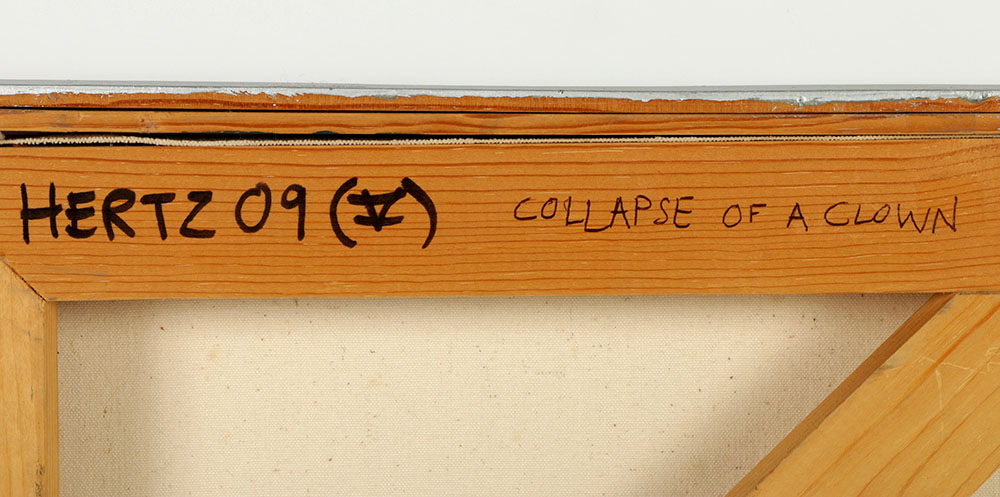 HERTZ 09 (V) COLLAPSE OF A CLOWN